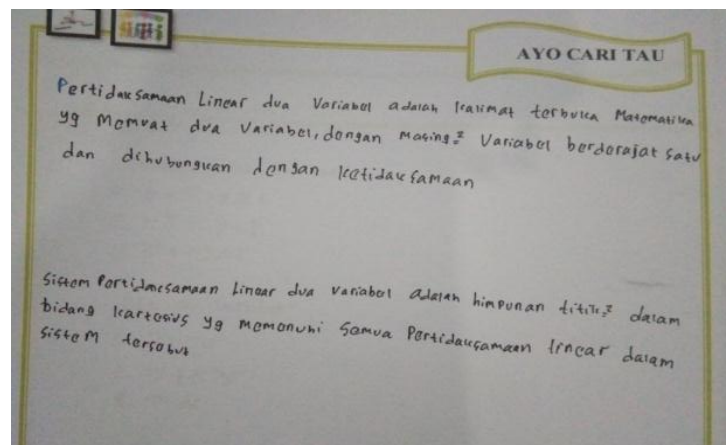 AYO CARI TAU
Pertidaksamaan Linear dua Variabel adalah kalimat terbuka Matematika
yg Memuat dua Variabel, dengan Masing² Variabel berderajat satu
dan dihubungkan dengan ketidaksamaan
Sistem Pertidaksamaan Linear dua variabel adalah himpunan titik² dalam
bidang kartesius yg memenuhi Semua Pertidaksamaan linear dalam
sistem tersebut